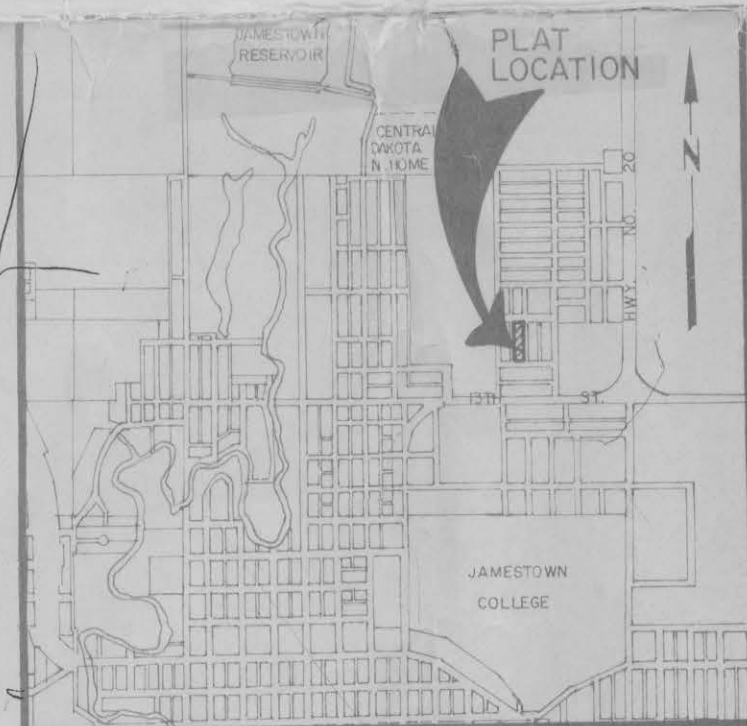 JAMESTOWN
RESERVOIR
PLAT
LOCATION
CENTRAL
DAKOTA
N. HOME
N
HWY. NO. 20
13TH ST.
JAMESTOWN
COLLEGE